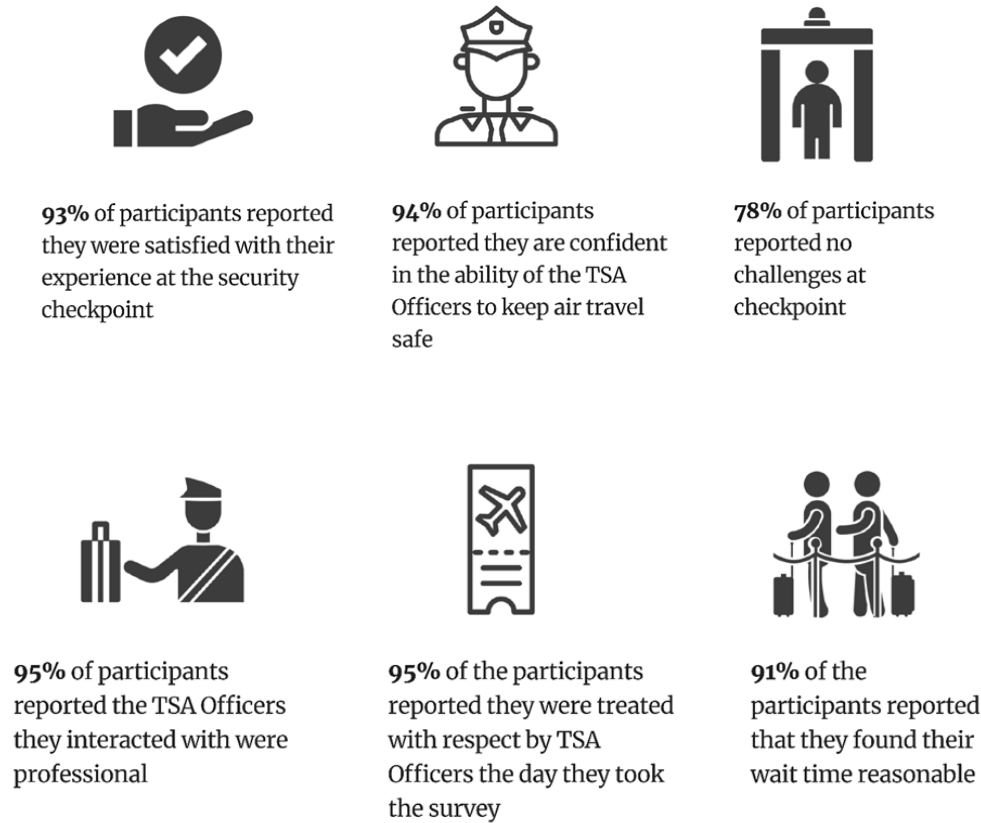 93% of participants reported
they were satisfied with their
experience at the security
checkpoint
94% of participants
reported they are confident
in the ability of the TSA
Officers to keep air travel
safe
78% of participants
reported no
challenges at
checkpoint
95% of participants
reported the TSA Officers
they interacted with were
professional
95% of the participants
reported they were treated
with respect by TSA
Officers the day they took
the survey
91% of the
participants reported
that they found their
wait time reasonable